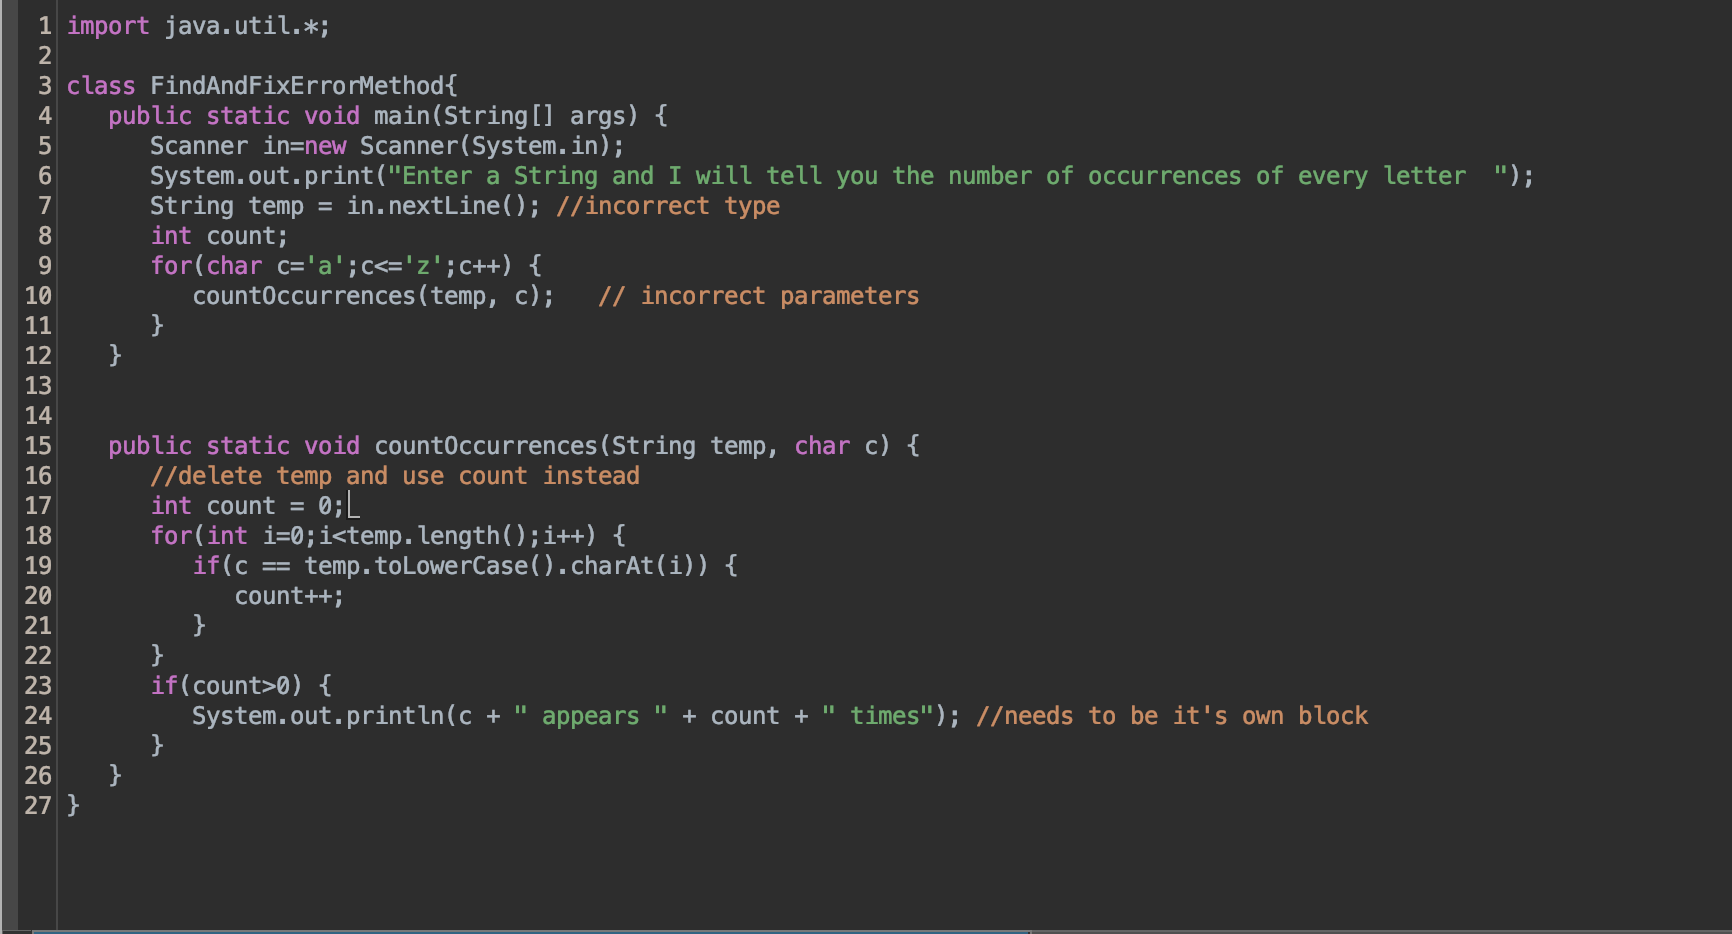 1 import java.util.*;
2
3 class FindAndFixErrorMethod{
4    public static void main(String[] args) {
5       Scanner in=new Scanner(System.in);
6       System.out.print("Enter a String and I will tell you the number of occurrences of every letter  ");
7       String temp = in.nextLine(); //incorrect type
8       int count;
9       for(char c='a';c<='z';c++) {
10          countOccurrences(temp, c);   // incorrect parameters
11       }
12    }
13
14
15    public static void countOccurrences(String temp, char c) {
16       //delete temp and use count instead
17       int count = 0;
18       for(int i=0;i<temp.length();i++) {
19          if(c == temp.toLowerCase().charAt(i)) {
20             count++;
21          }
22       }
23       if(count>0) {
24          System.out.println(c + " appears " + count + " times"); //needs to be it's own block
25       }
26    }
27 }